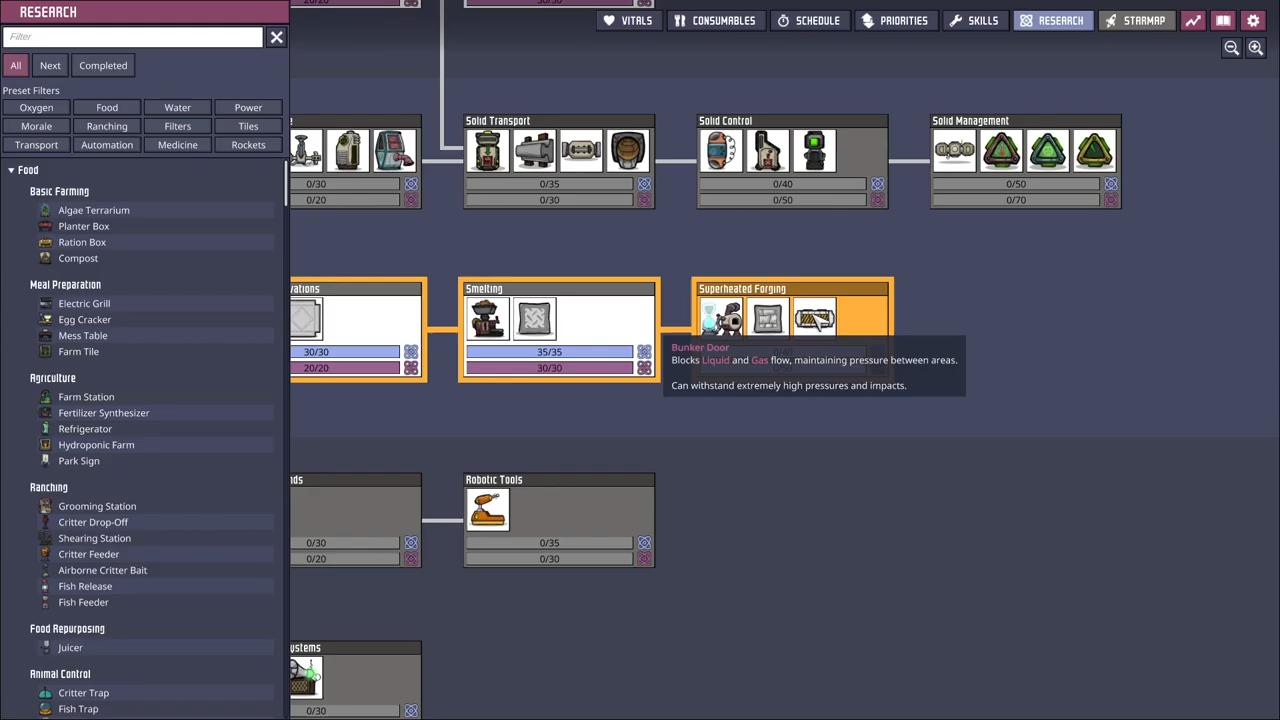 RESEARCH
VITALS
CONSUMABLES
SCHEDULE
PRIORITIES
SKILLS
RESEARCH
STARMAP
Filter
All
Next
Completed
Preset Filters
Oxygen
Food
Water
Power
Morale
Ranching
Filters
Tiles
Transport
Automation
Medicine
Rockets
Food
Basic Farming
Algae Terrarium
Planter Box
Ration Box
Compost
Meal Preparation
Electric Grill
Egg Cracker
Mess Table
Farm Tile
Agriculture
Farm Station
Fertilizer Synthesizer
Refrigerator
Hydroponic Farm
Park Sign
Ranching
Grooming Station
Critter Drop-Off
Shearing Station
Critter Feeder
Airborne Critter Bait
Fish Release
Fish Feeder
Food Repurposing
Juicer
Animal Control
Critter Trap
Fish Trap
0/30
0/20
Solid Transport
0/35
0/30
Solid Control
0/40
0/50
Solid Management
0/50
0/70
vations
30/30
20/20
Smelting
35/35
30/30
Superheated Forging
Bunker Door
Blocks Liquid and Gas flow, maintaining pressure between areas.
Can withstand extremely high pressures and impacts.
nds
0/30
0/20
Robotic Tools
0/35
0/30
ystems
0/30